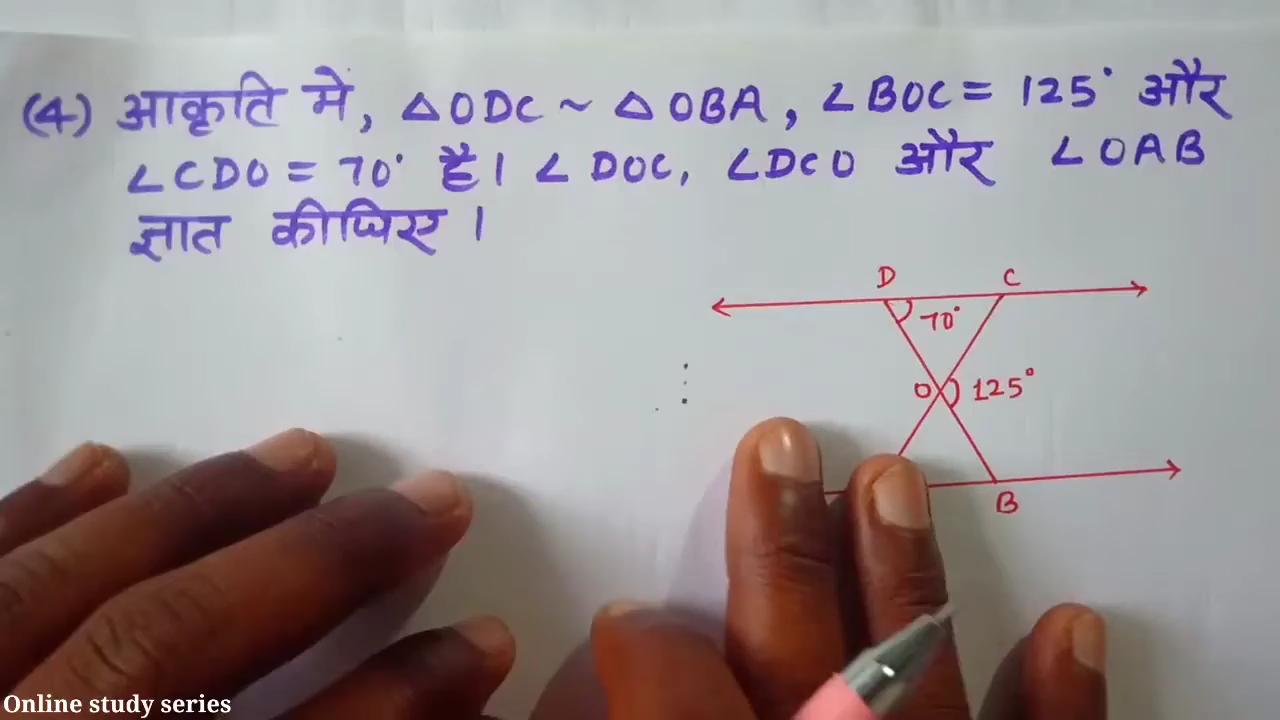 (4) आकृति में, △ODC ~ △OBA, ∠BOC = 125° और
∠CDO = 70° है। ∠DOC, ∠DCO और ∠OAB
ज्ञात कीजिए।
D C
70°
O 125°
B
Online study series